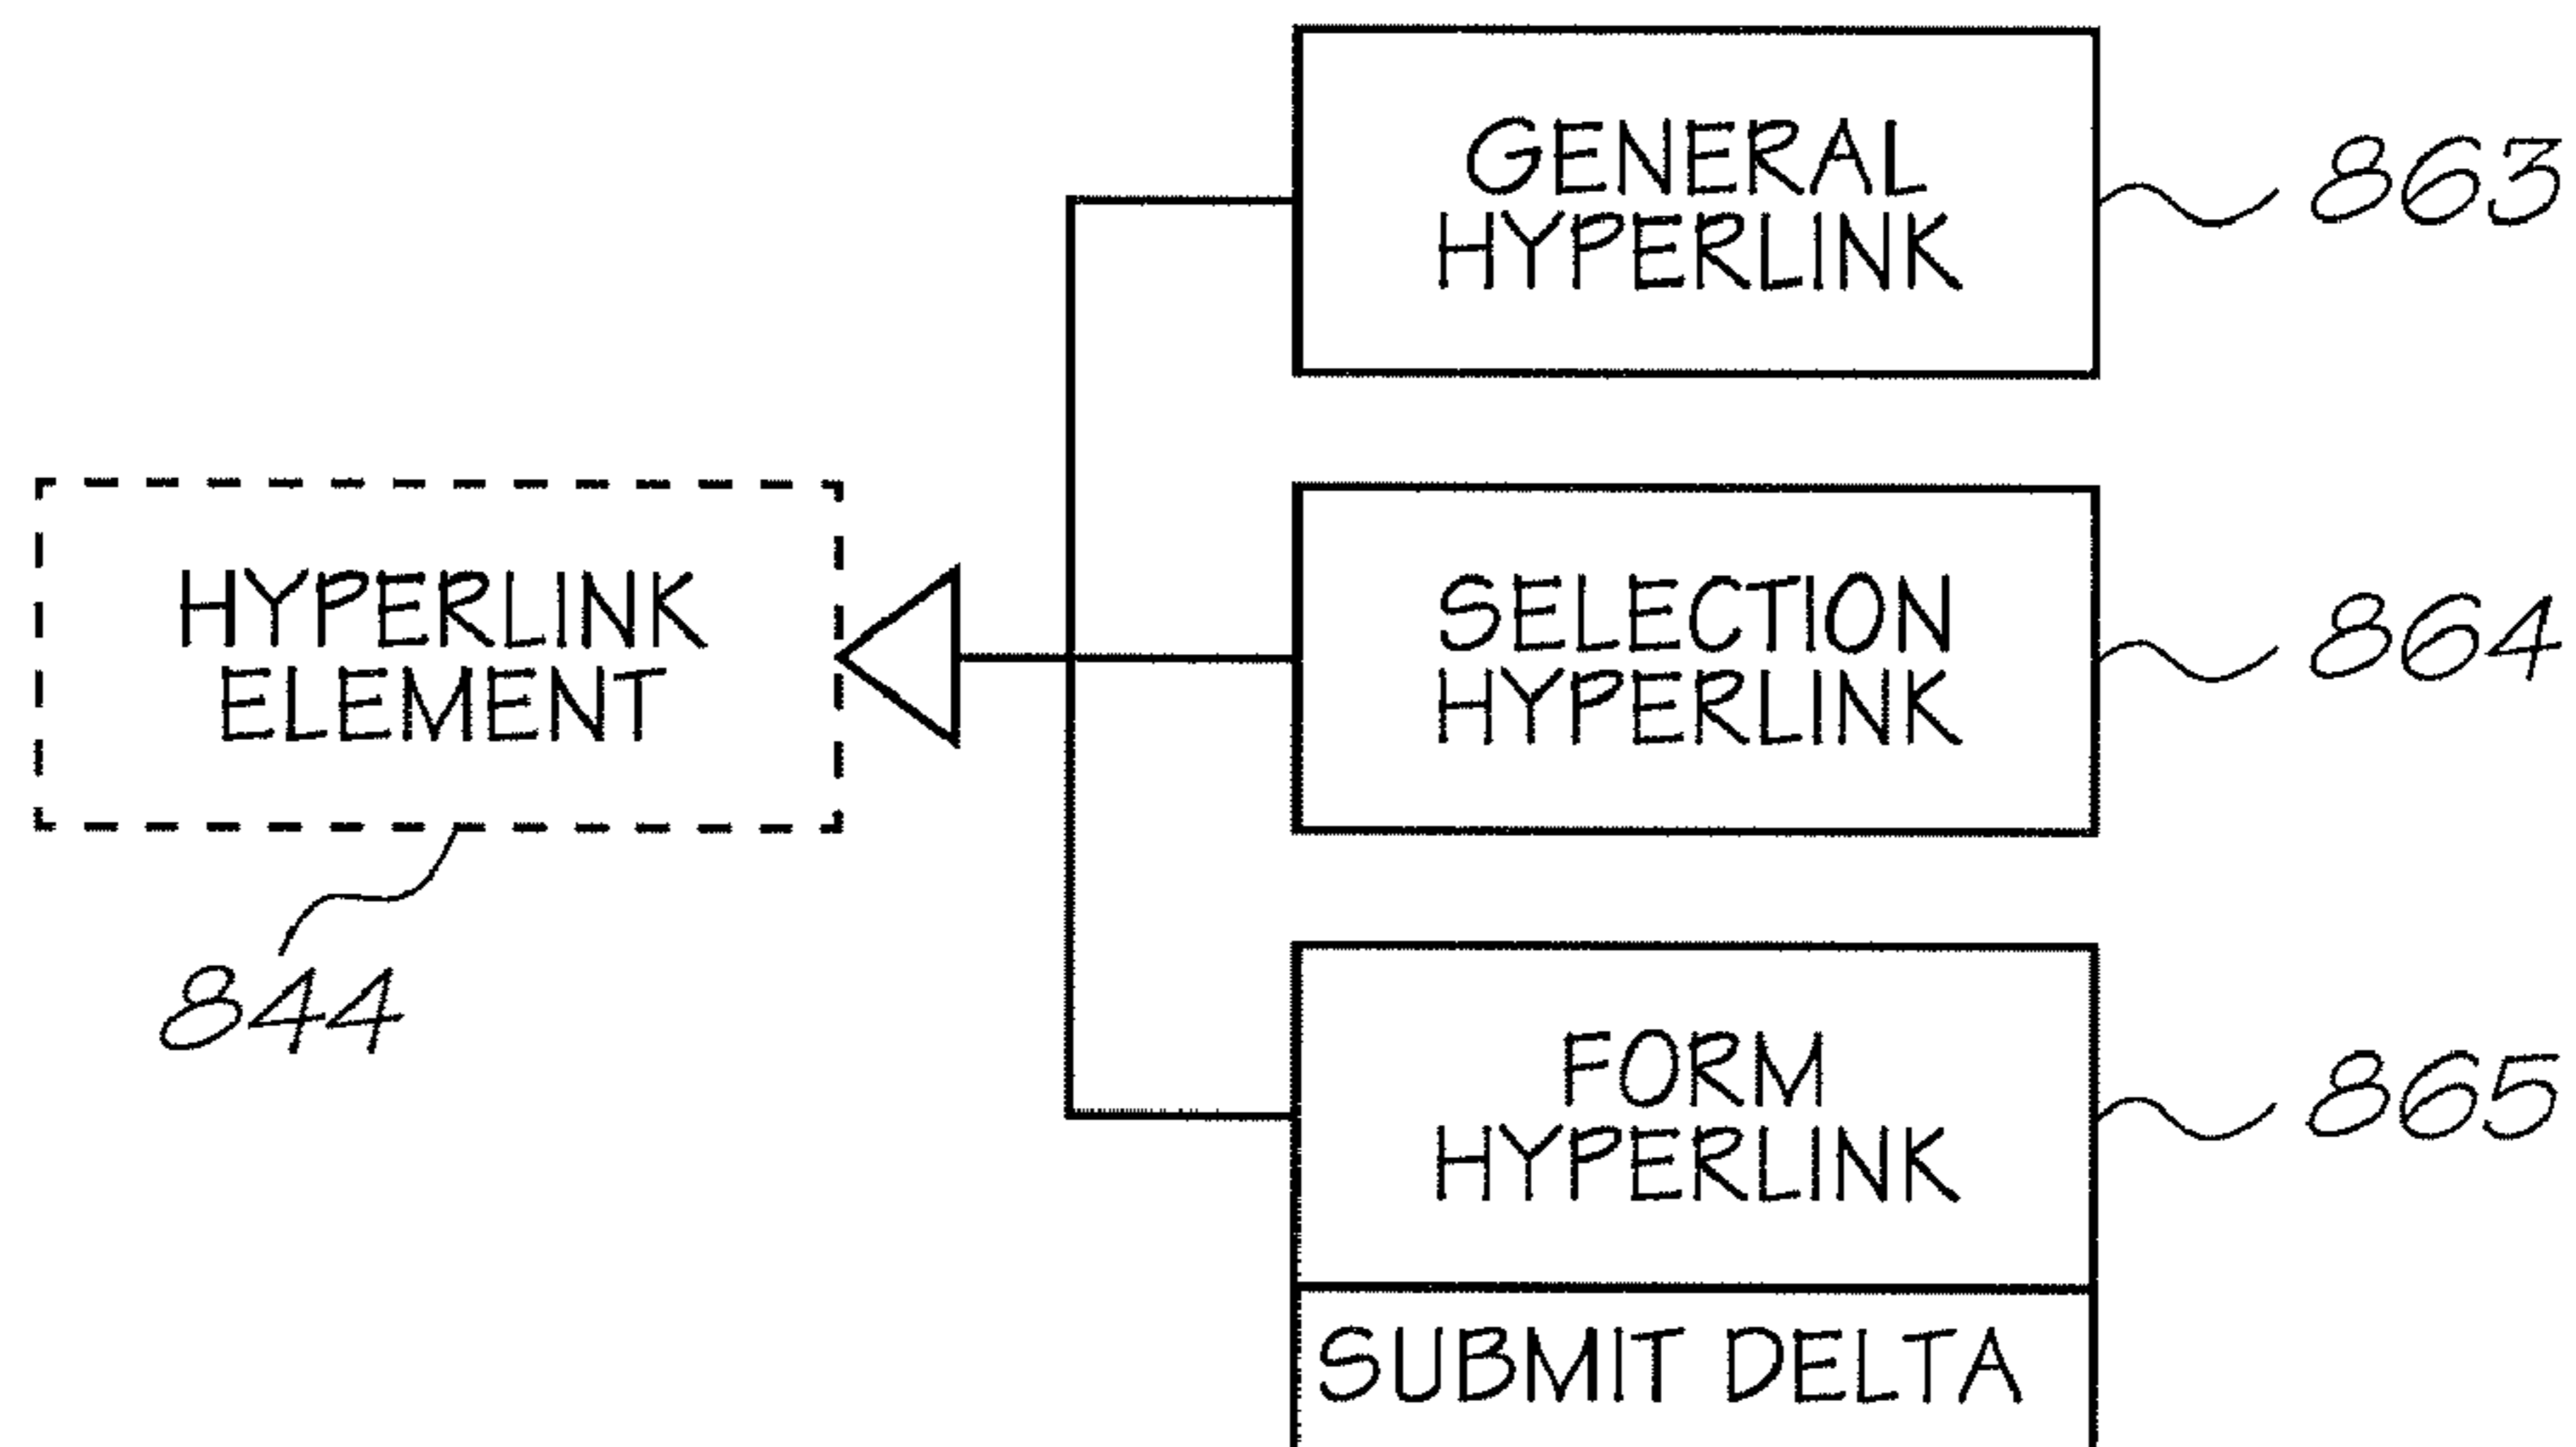 GENERAL
HYPERLINK
863
HYPERLINK
ELEMENT
844
SELECTION
HYPERLINK
864
FORM
HYPERLINK
865
SUBMIT DELTA